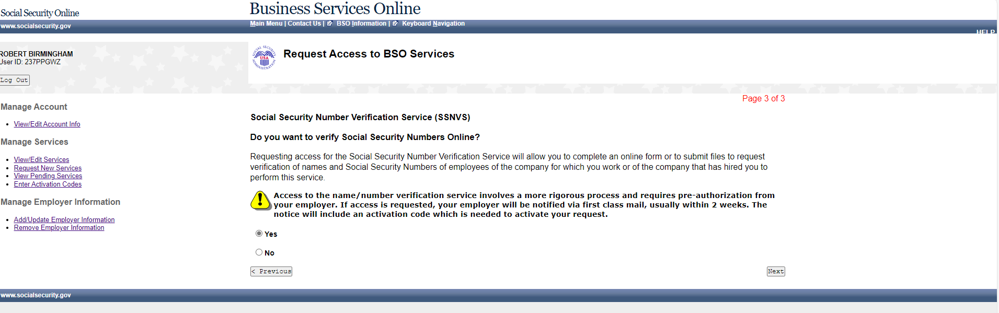 Social Security Online
www.socialsecurity.gov
Business Services Online
Main Menu | Contact Us | BSO Information | Keyboard Navigation
HELP
ROBERT BIRMINGHAM
User ID: 237PPGWZ
Log Out
SOCIAL SECURITY
USA
ADMINISTRATION
Request Access to BSO Services
Manage Account
• View/Edit Account Info
Manage Services
• View/Edit Services
• Request New Services
• View Pending Services
• Enter Activation Codes
Manage Employer Information
• Add/Update Employer Information
• Remove Employer Information
Page 3 of 3
Social Security Number Verification Service (SSNVS)
Do you want to verify Social Security Numbers Online?
Requesting access for the Social Security Number Verification Service will allow you to complete an online form or to submit files to request
verification of names and Social Security Numbers of employees of the company for which you work or of the company that has hired you to
perform this service.
Access to the name/number verification service involves a more rigorous process and requires pre-authorization from
your employer. If access is requested, your employer will be notified via first class mail, usually within 2 weeks. The
notice will include an activation code which is needed to activate your request.
Yes
No
< Previous
Next
www.socialsecurity.gov